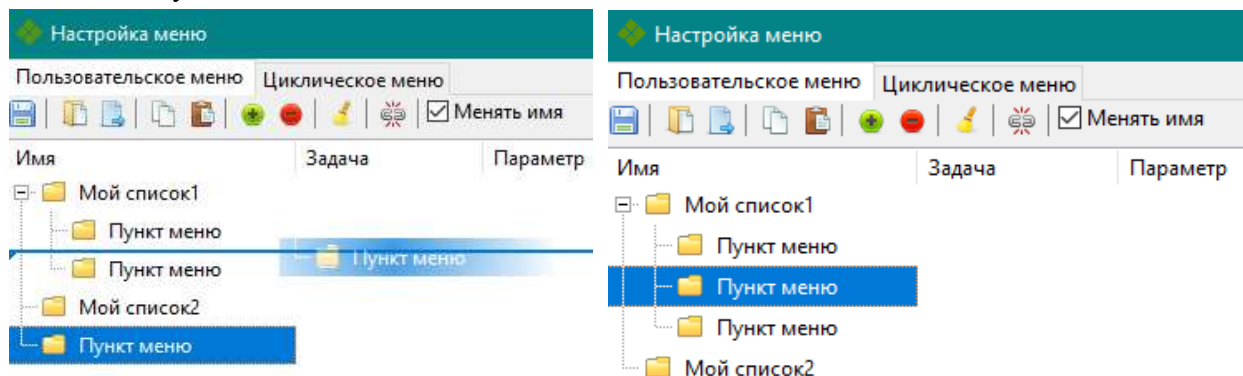 Настройка меню
Пользовательское меню Циклическое меню
Менять имя
Имя Задача Параметр
Мой список1
Пункт меню
Пункт меню
Пункт меню
Мой список2
Пункт меню
Настройка меню
Пользовательское меню Циклическое меню
Менять имя
Имя Задача Параметр
Мой список1
Пункт меню
Пункт меню
Пункт меню
Мой список2